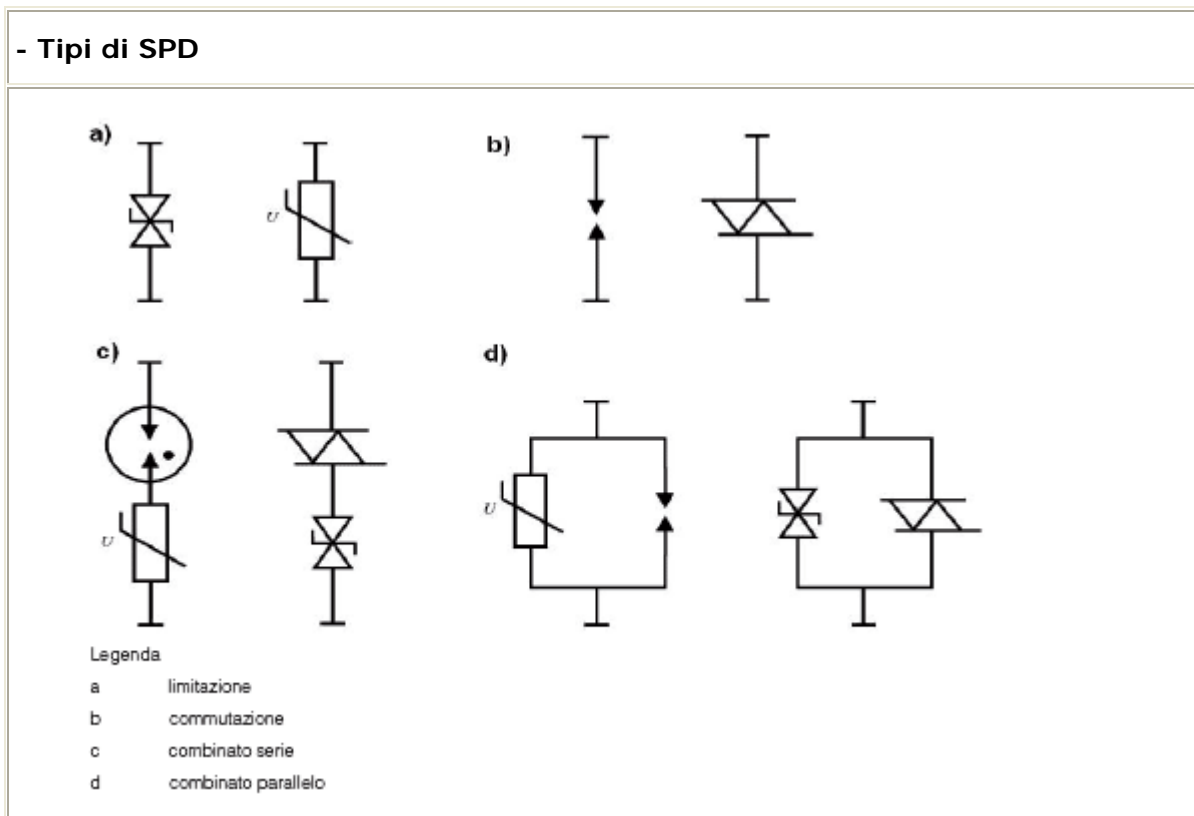 - Tipi di SPD
a)
b)
U
c)
d)
U
U
Legenda
a limitazione
b commutazione
c combinato serie
d combinato parallelo